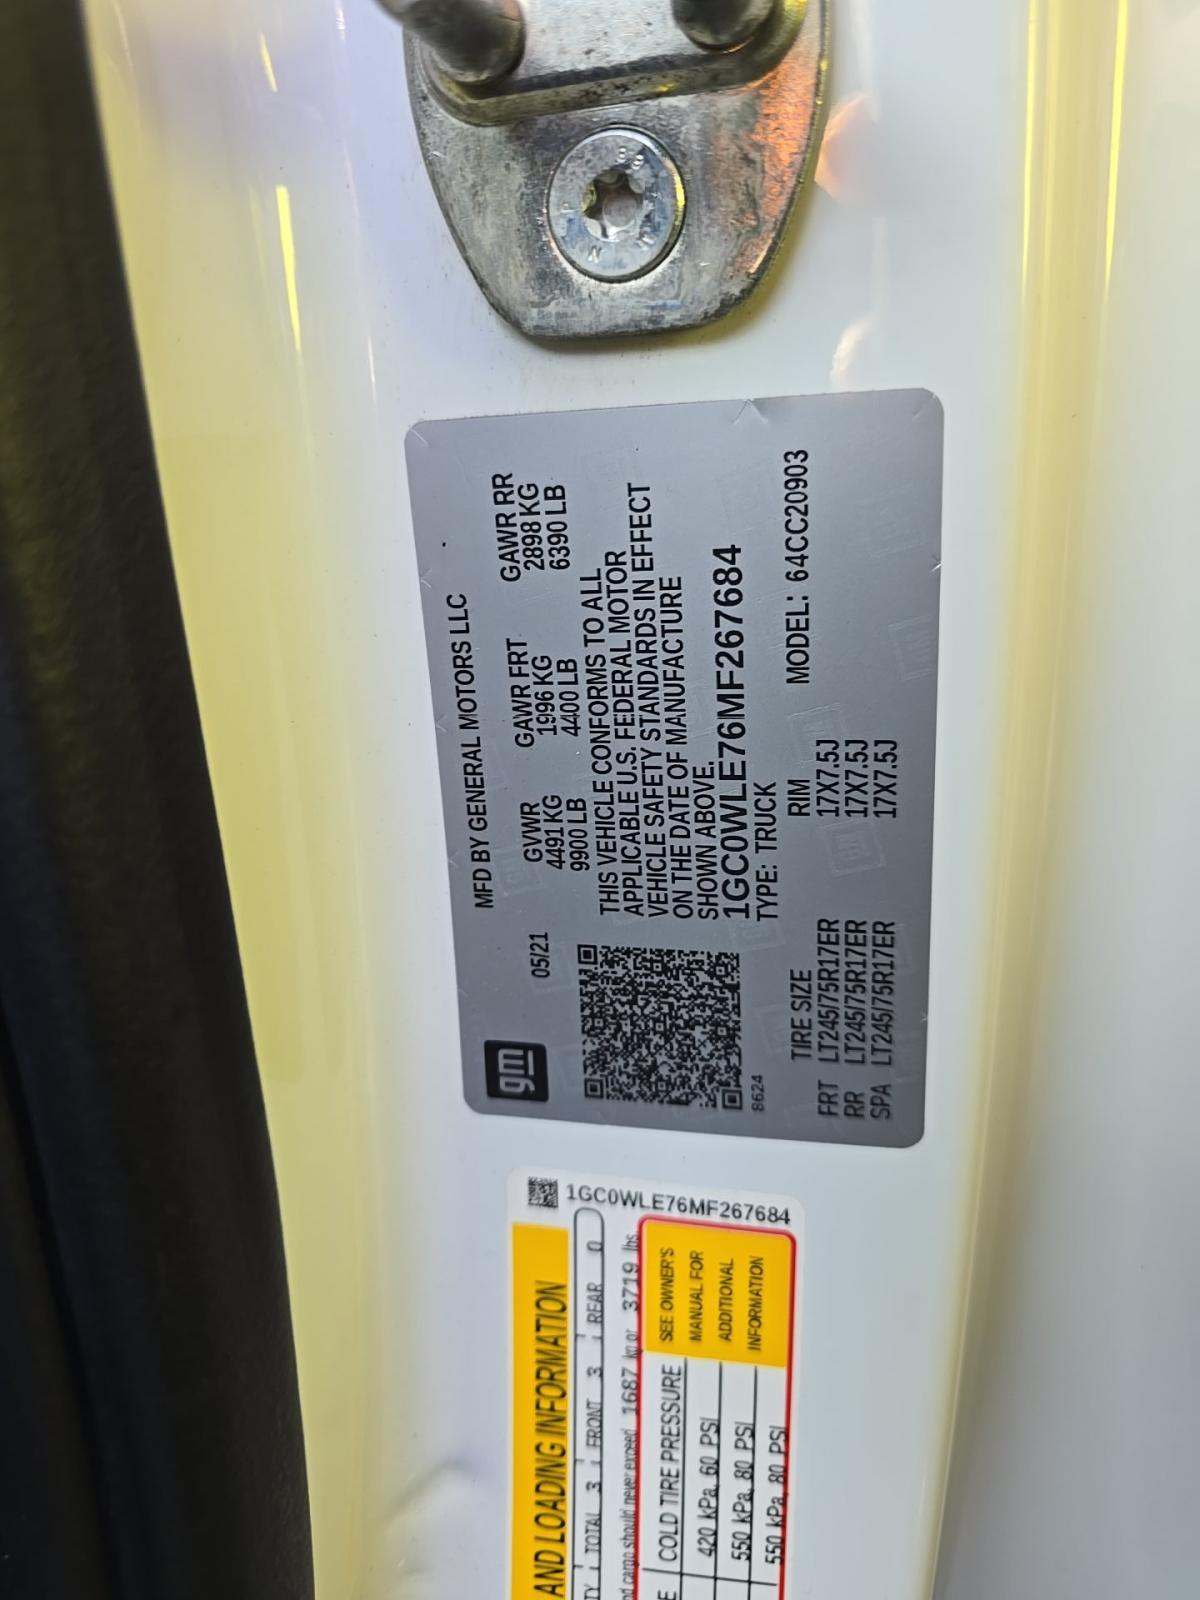 MFD BY GENERAL MOTORS LLC
gm
05/21
GVWR GAWR FRT GAWR RR
4491 KG 1996 KG 2898 KG
9900 LB 4400 LB 6390 LB
THIS VEHICLE CONFORMS TO ALL
APPLICABLE U.S. FEDERAL MOTOR
VEHICLE SAFETY STANDARDS IN EFFECT
ON THE DATE OF MANUFACTURE
SHOWN ABOVE.
1GC0WLE76MF267684
8624
TYPE: TRUCK
TIRE SIZE RIM MODEL: 64CC20903
FRT LT245/75R17ER 17X7.5J
RR LT245/75R17ER 17X7.5J
SPA LT245/75R17ER 17X7.5J
1GC0WLE76MF267684
AND LOADING INFORMATION
TOTAL 3 FRONT 3 REAR 0
cargo should never exceed 1687 kg or 3719 lbs
COLD TIRE PRESSURE
420 kPa, 60 PSI
550 kPa, 80 PSI
550 kPa, 80 PSI
SEE OWNER'S
MANUAL FOR
ADDITIONAL
INFORMATION